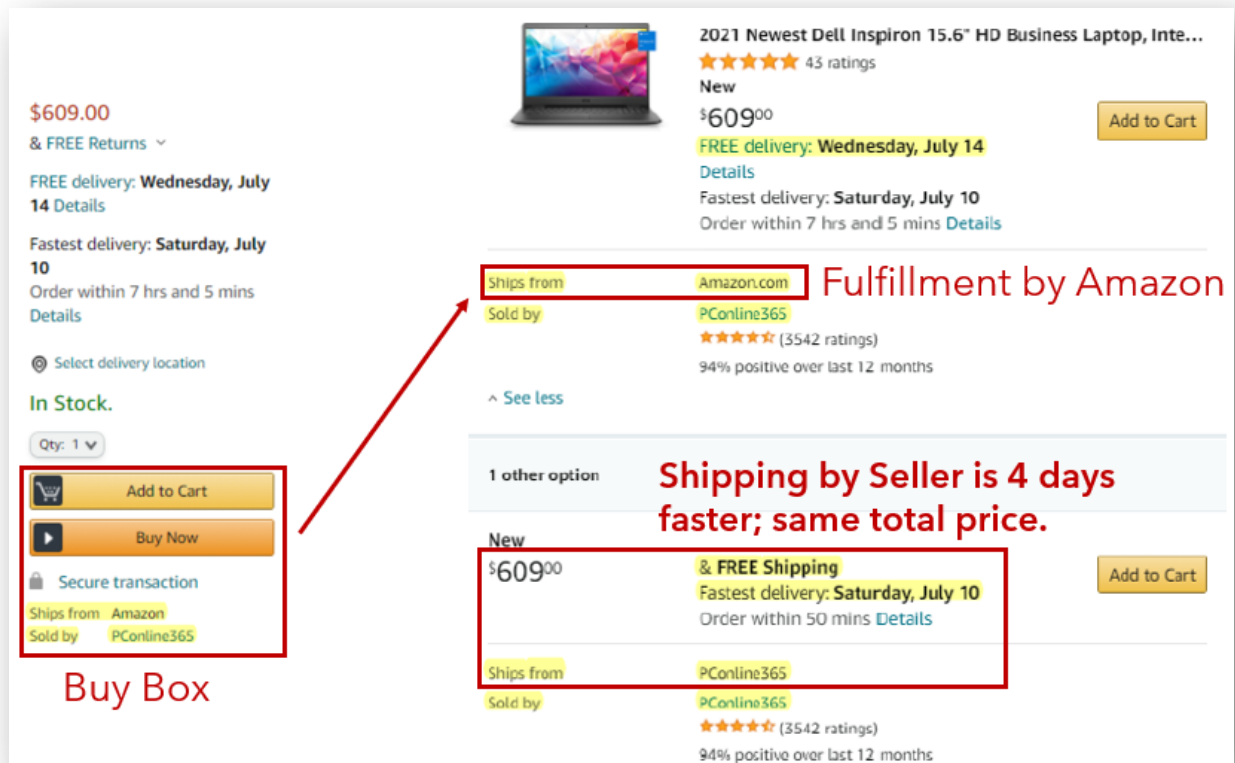 $609.00
& FREE Returns
FREE delivery: Wednesday, July
14 Details
Fastest delivery: Saturday, July
10
Order within 7 hrs and 5 mins
Details
Select delivery location
In Stock.
Qty: 1
Add to Cart
Buy Now
Secure transaction
Ships from Amazon
Sold by PConline365
Buy Box
2021 Newest Dell Inspiron 15.6" HD Business Laptop, Inte...
43 ratings
New
$60900
Add to Cart
FREE delivery: Wednesday, July 14
Details
Fastest delivery: Saturday, July 10
Order within 7 hrs and 5 mins Details
Ships from Amazon.com
Fulfillment by Amazon
Sold by PConline365
(3542 ratings)
94% positive over last 12 months
See less
1 other option
Shipping by Seller is 4 days
faster; same total price.
New
$60900
& FREE Shipping
Add to Cart
Fastest delivery: Saturday, July 10
Order within 50 mins Details
Ships from PConline365
Sold by PConline365
(3542 ratings)
94% positive over last 12 months